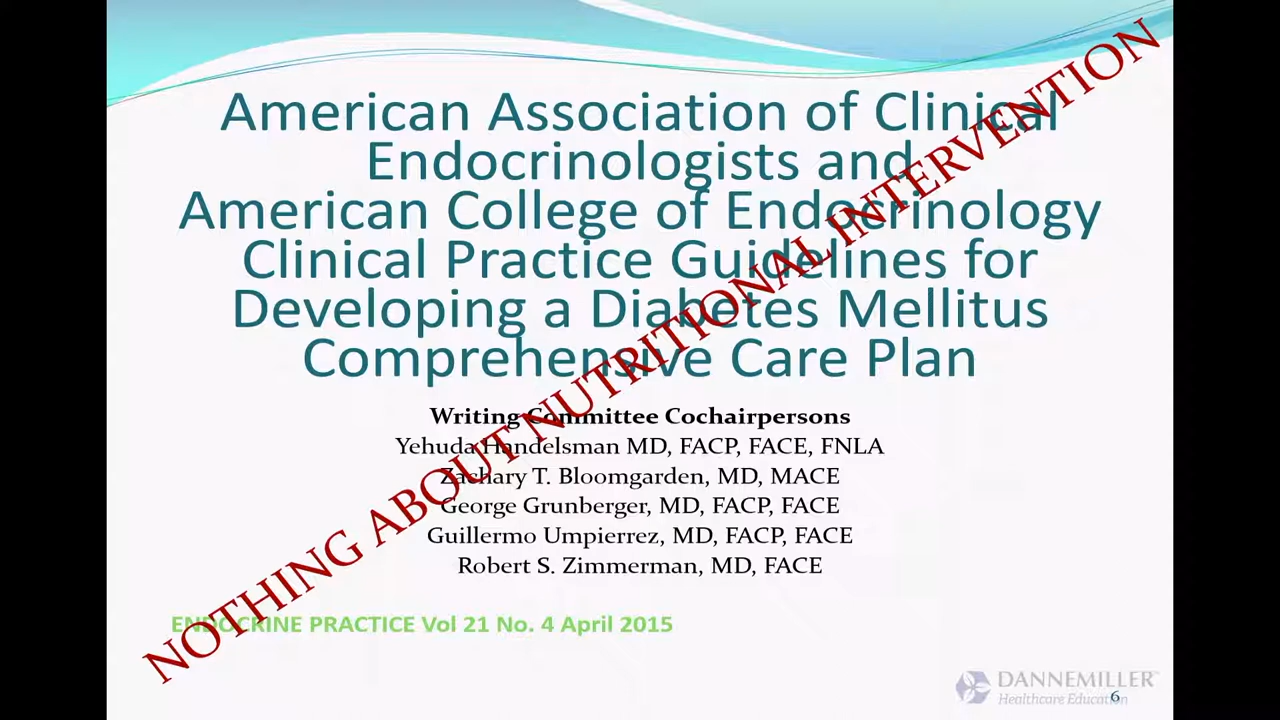 American Association of Clinical
Endocrinologists and
American College of Endocrinology
Clinical Practice Guidelines for
Developing a Diabetes Mellitus
Comprehensive Care Plan
Writing Committee Cochairpersons
Yehuda Handelsman MD, FACP, FACE, FNLA
Zachary T. Bloomgarden, MD, MACE
George Grunberger, MD, FACP, FACE
Guillermo Umpierrez, MD, FACP, FACE
Robert S. Zimmerman, MD, FACE
ENDOCRINE PRACTICE Vol 21 No. 4 April 2015
NOTHING ABOUT NUTRITIONAL INTERVENTION
DANNEMILLER
Healthcare Education
6